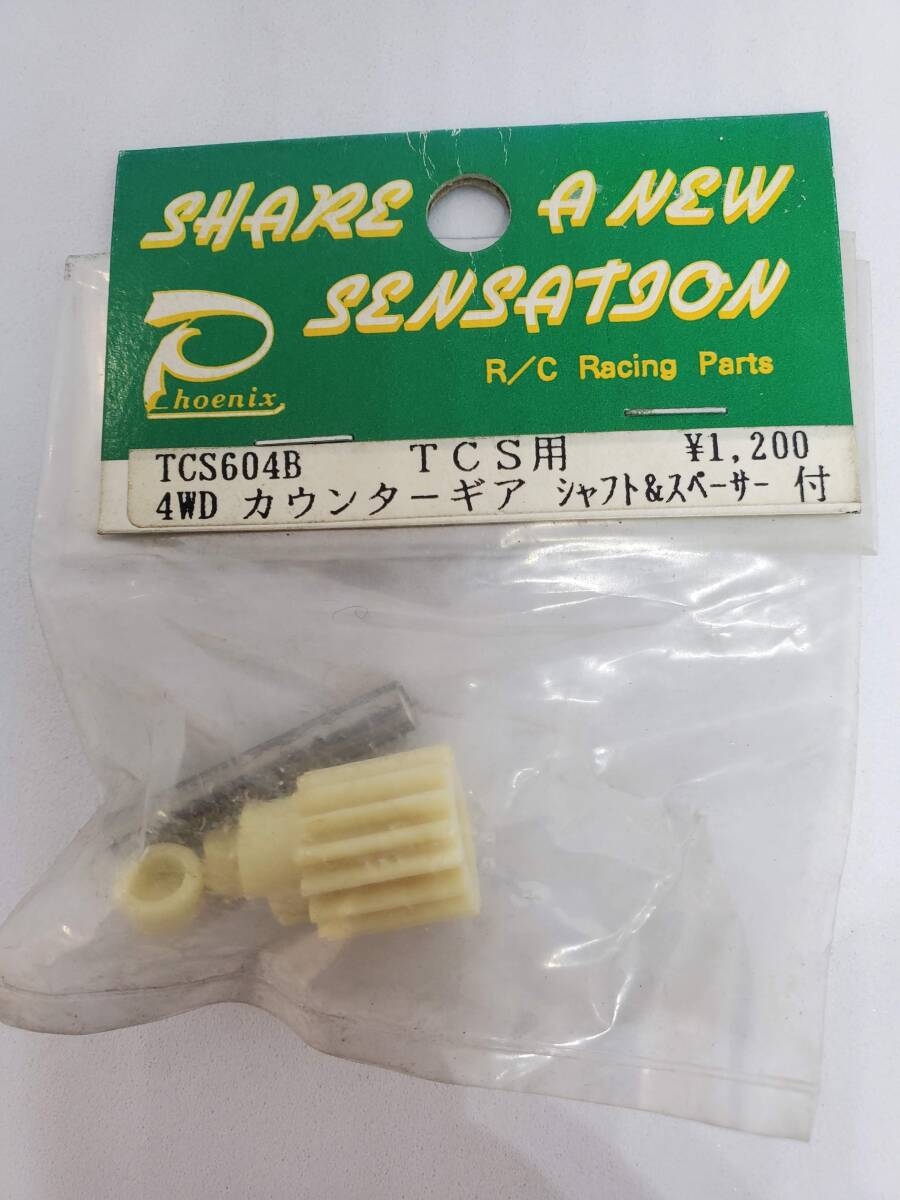 SHARE A NEW
SENSATION
Phoenix
R/C Racing Parts
TCS604B TCS用 ¥1,200
4WD カウンターギア シャフト&スペーサー 付